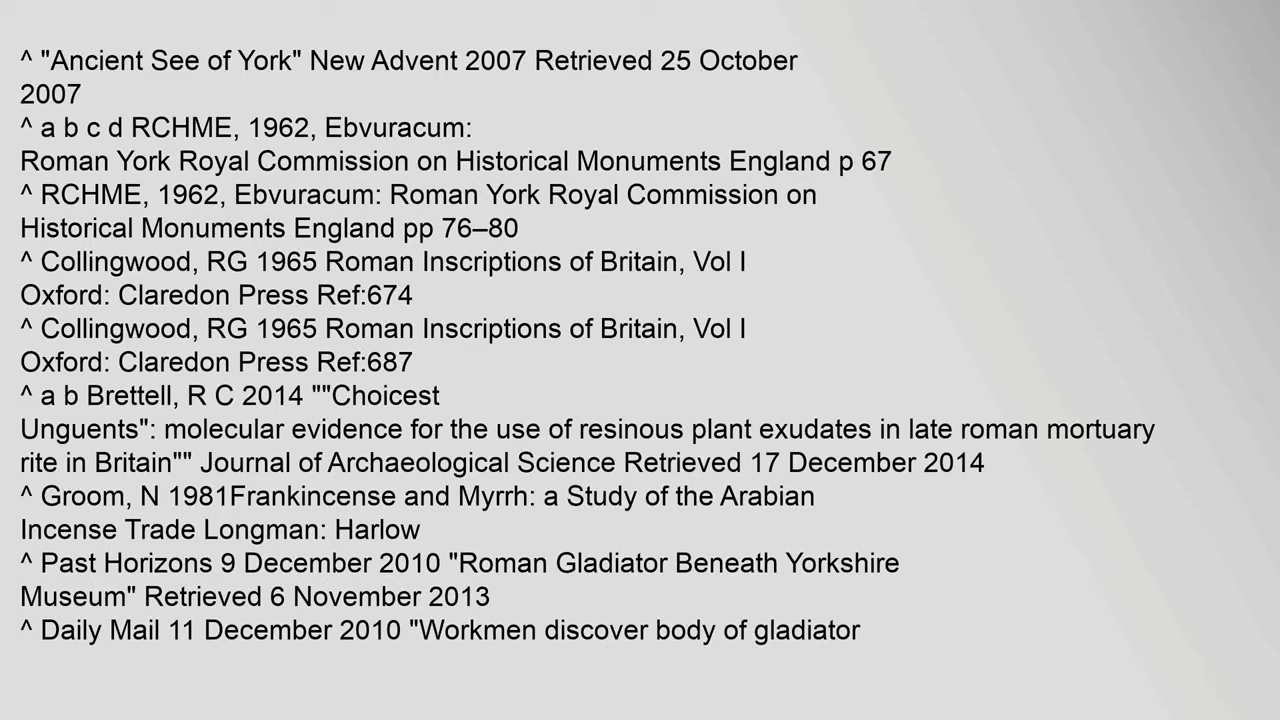 ^ "Ancient See of York" New Advent 2007 Retrieved 25 October
2007
^ a b c d RCHME, 1962, Ebvuracum:
Roman York Royal Commission on Historical Monuments England p 67
^ RCHME, 1962, Ebvuracum: Roman York Royal Commission on
Historical Monuments England pp 76–80
^ Collingwood, RG 1965 Roman Inscriptions of Britain, Vol I
Oxford: Claredon Press Ref:674
^ Collingwood, RG 1965 Roman Inscriptions of Britain, Vol I
Oxford: Claredon Press Ref:687
^ a b Brettell, R C 2014 ""Choicest
Unguents": molecular evidence for the use of resinous plant exudates in late roman mortuary
rite in Britain"" Journal of Archaeological Science Retrieved 17 December 2014
^ Groom, N 1981Frankincense and Myrrh: a Study of the Arabian
Incense Trade Longman: Harlow
^ Past Horizons 9 December 2010 "Roman Gladiator Beneath Yorkshire
Museum" Retrieved 6 November 2013
^ Daily Mail 11 December 2010 "Workmen discover body of gladiator